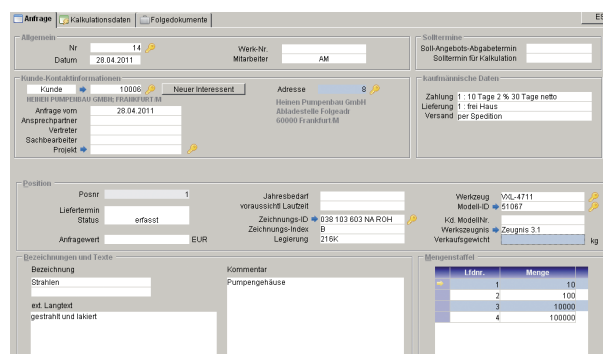 Anfrage Kalkulationsdaten Folgedokumente
Allgemein
Nr 14
Datum 28.04.2011
Werk-Nr.
Mitarbeiter AM
Solltermine
Soll-Angebots-Abgabetermin
Solltermin für Kalkulation
Kunde-Kontaktinformationen
Kunde 10006 Neuer Interessent
HEINEN PUMPENBAU GMBH; FRANKFURT/M
Anfrage vom 28.04.2011
Ansprechpartner
Vertreter
Sachbearbeiter
Projekt
Adresse 8
Heinen Pumpenbau GmbH
Abladestelle Folgeadr
60000 Frankfurt/M
Kaufmännische Daten
Zahlung 1 : 10 Tage 2 % 30 Tage netto
Lieferung 1 : frei Haus
Versand per Spedition
Position
Posnr 1
Liefertermin
Status erfasst
Anfragewert EUR
Jahresbedarf
voraussichtl Laufzeit
Zeichnungs-ID 038 103 603 NA ROH
Zeichnungs-Index B
Legierung 216K
Werkzeug VXL-4711
Modell-ID 51067
Kd. ModellNr.
Werkszeugnis Zeugnis 3.1
Verkaufsgewicht kg
Bezeichnungen und Texte
Bezeichnung
Strahlen
ext. Langtext
gestrahlt und lakiert
Kommentar
Pumpengehäuse
Mengenstaffel
Lfdnr. Menge
1 10
2 100
3 10000
4 100000